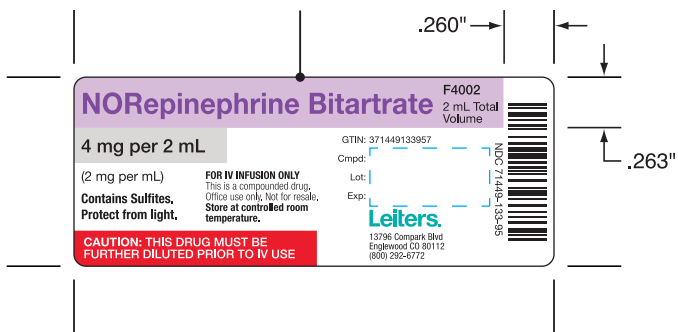 .260"
NORepinephrine Bitartrate
F4002
2 mL Total
Volume
4 mg per 2 mL
(2 mg per mL)
Contains Sulfites.
Protect from light.
FOR IV INFUSION ONLY
This is a compounded drug.
Office use only. Not for resale.
Store at controlled room
temperature.
CAUTION: THIS DRUG MUST BE
FURTHER DILUTED PRIOR TO IV USE
GTIN: 371449133957
Cmpd:
Lot:
Exp:
Leiters.
13796 Compark Blvd
Englewood CO 80112
(800) 292-6772
NDC 71449-133-95
.263"